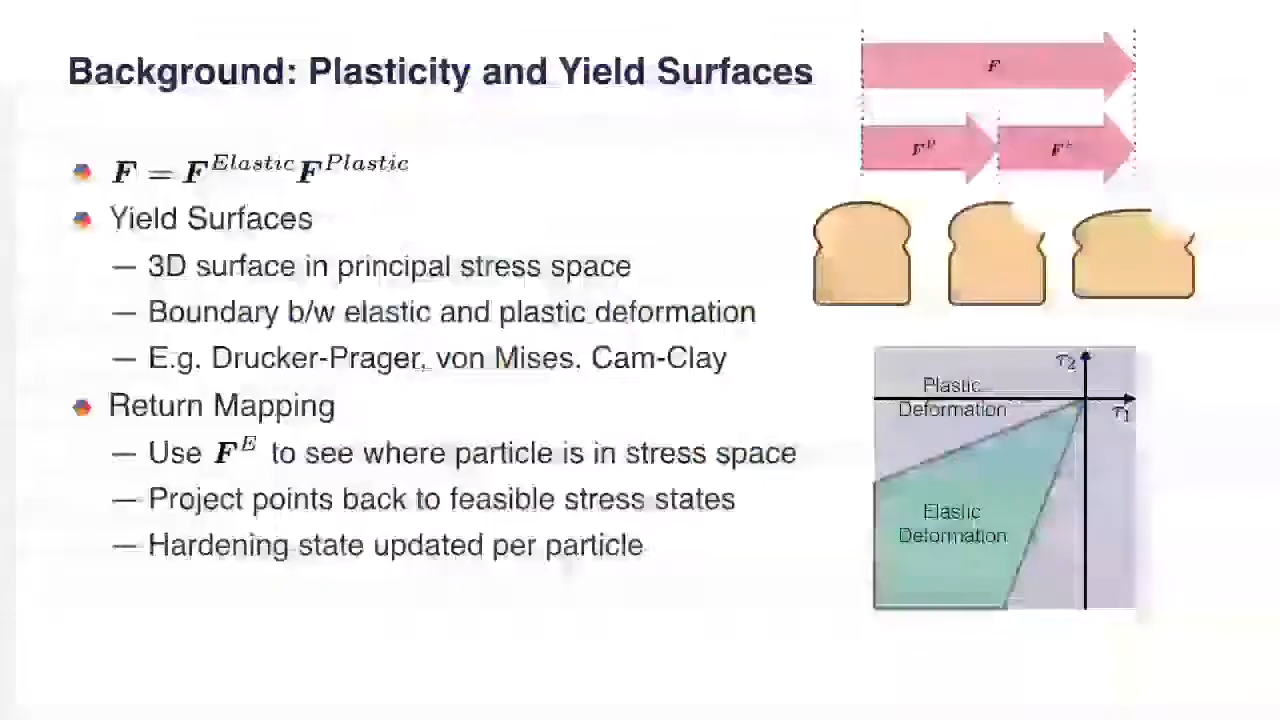 Background: Plasticity and Yield Surfaces
F = F^{Elastic} F^{Plastic}
Yield Surfaces
— 3D surface in principal stress space
— Boundary b/w elastic and plastic deformation
— E.g. Drucker-Prager, von Mises. Cam-Clay
Return Mapping
— Use F^E to see where particle is in stress space
— Project points back to feasible stress states
— Hardening state updated per particle
F
τ₂
τ₁
Plastic
Deformation
Elastic
Deformation